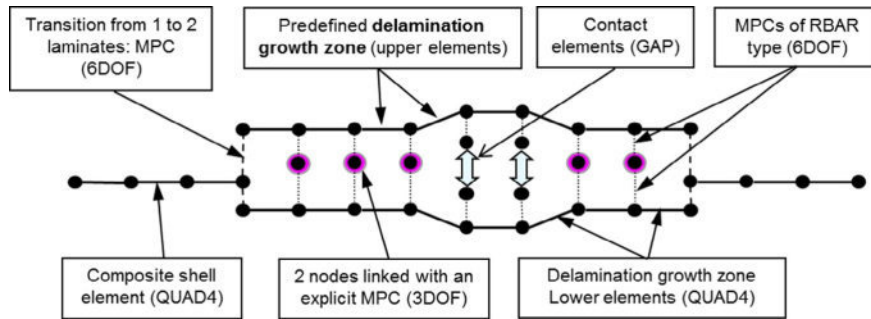 Transition from 1 to 2
laminates: MPC
(6DOF)
Predefined delamination
growth zone (upper elements)
Contact
elements (GAP)
MPCs of RBAR
type (6DOF)
Composite shell
element (QUAD4)
2 nodes linked with an
explicit MPC (3DOF)
Delamination growth zone
Lower elements (QUAD4)